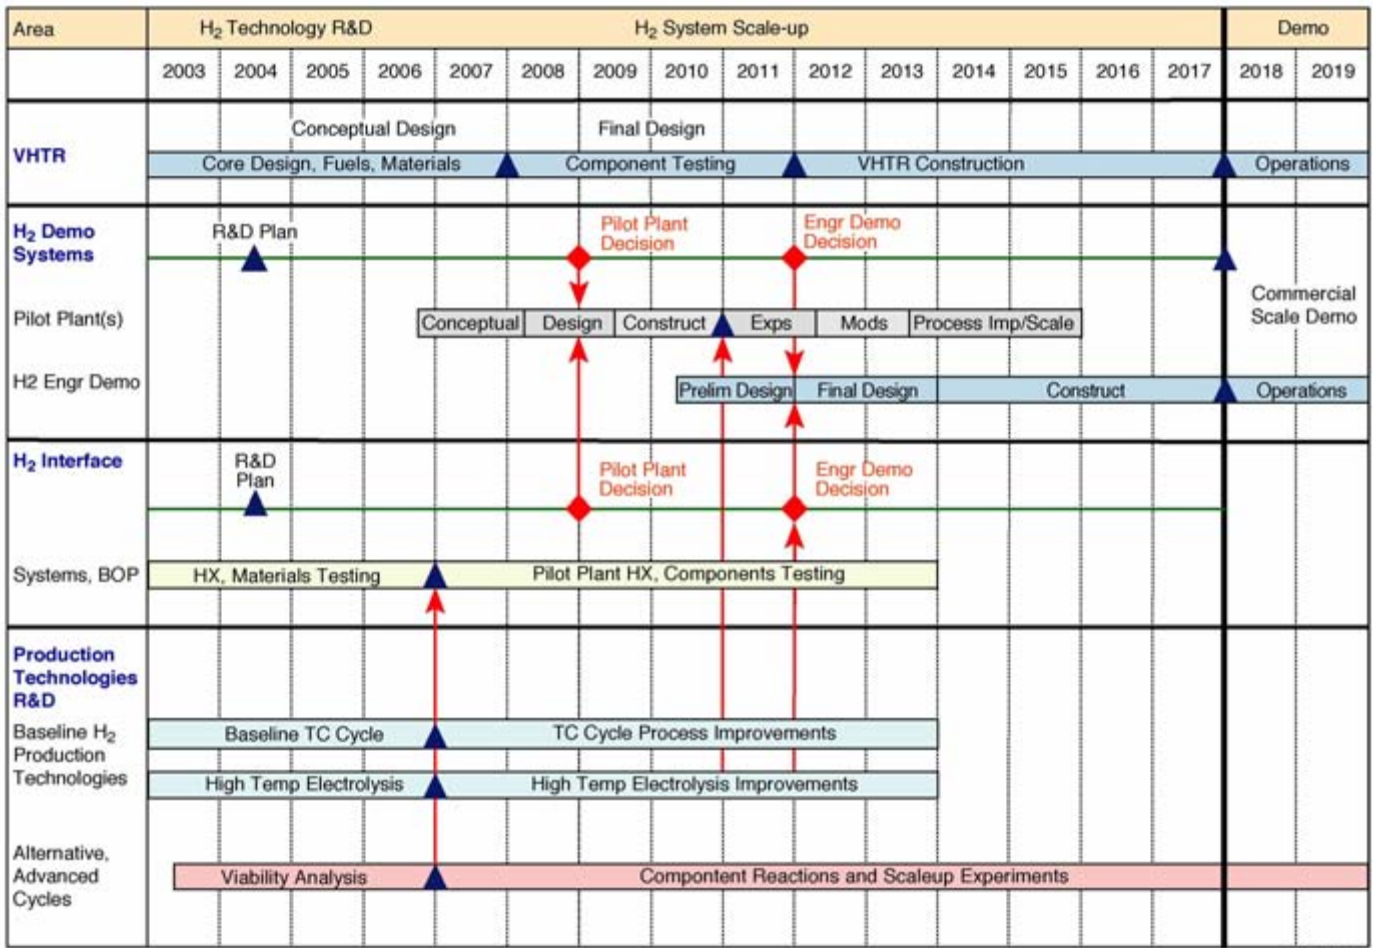 Area H₂ Technology R&D H₂ System Scale-up Demo
2003 2004 2005 2006 2007 2008 2009 2010 2011 2012 2013 2014 2015 2016 2017 2018 2019
Conceptual Design Final Design
VHTR
Core Design, Fuels, Materials Component Testing VHTR Construction Operations
H₂ Demo
Systems
R&D Plan
Pilot Plant
Decision
Engr Demo
Decision
Commercial
Scale Demo
Pilot Plant(s)
Conceptual Design Construct Exps Mods Process Imp/Scale
H2 Engr Demo
Prelim Design Final Design Construct Operations
H₂ Interface
R&D
Plan
Pilot Plant
Decision
Engr Demo
Decision
Systems, BOP
HX, Materials Testing Pilot Plant HX, Components Testing
Production
Technologies
R&D
Baseline H₂
Production
Technologies
Baseline TC Cycle TC Cycle Process Improvements
High Temp Electrolysis High Temp Electrolysis Improvements
Alternative,
Advanced
Cycles
Viability Analysis Compontent Reactions and Scaleup Experiments